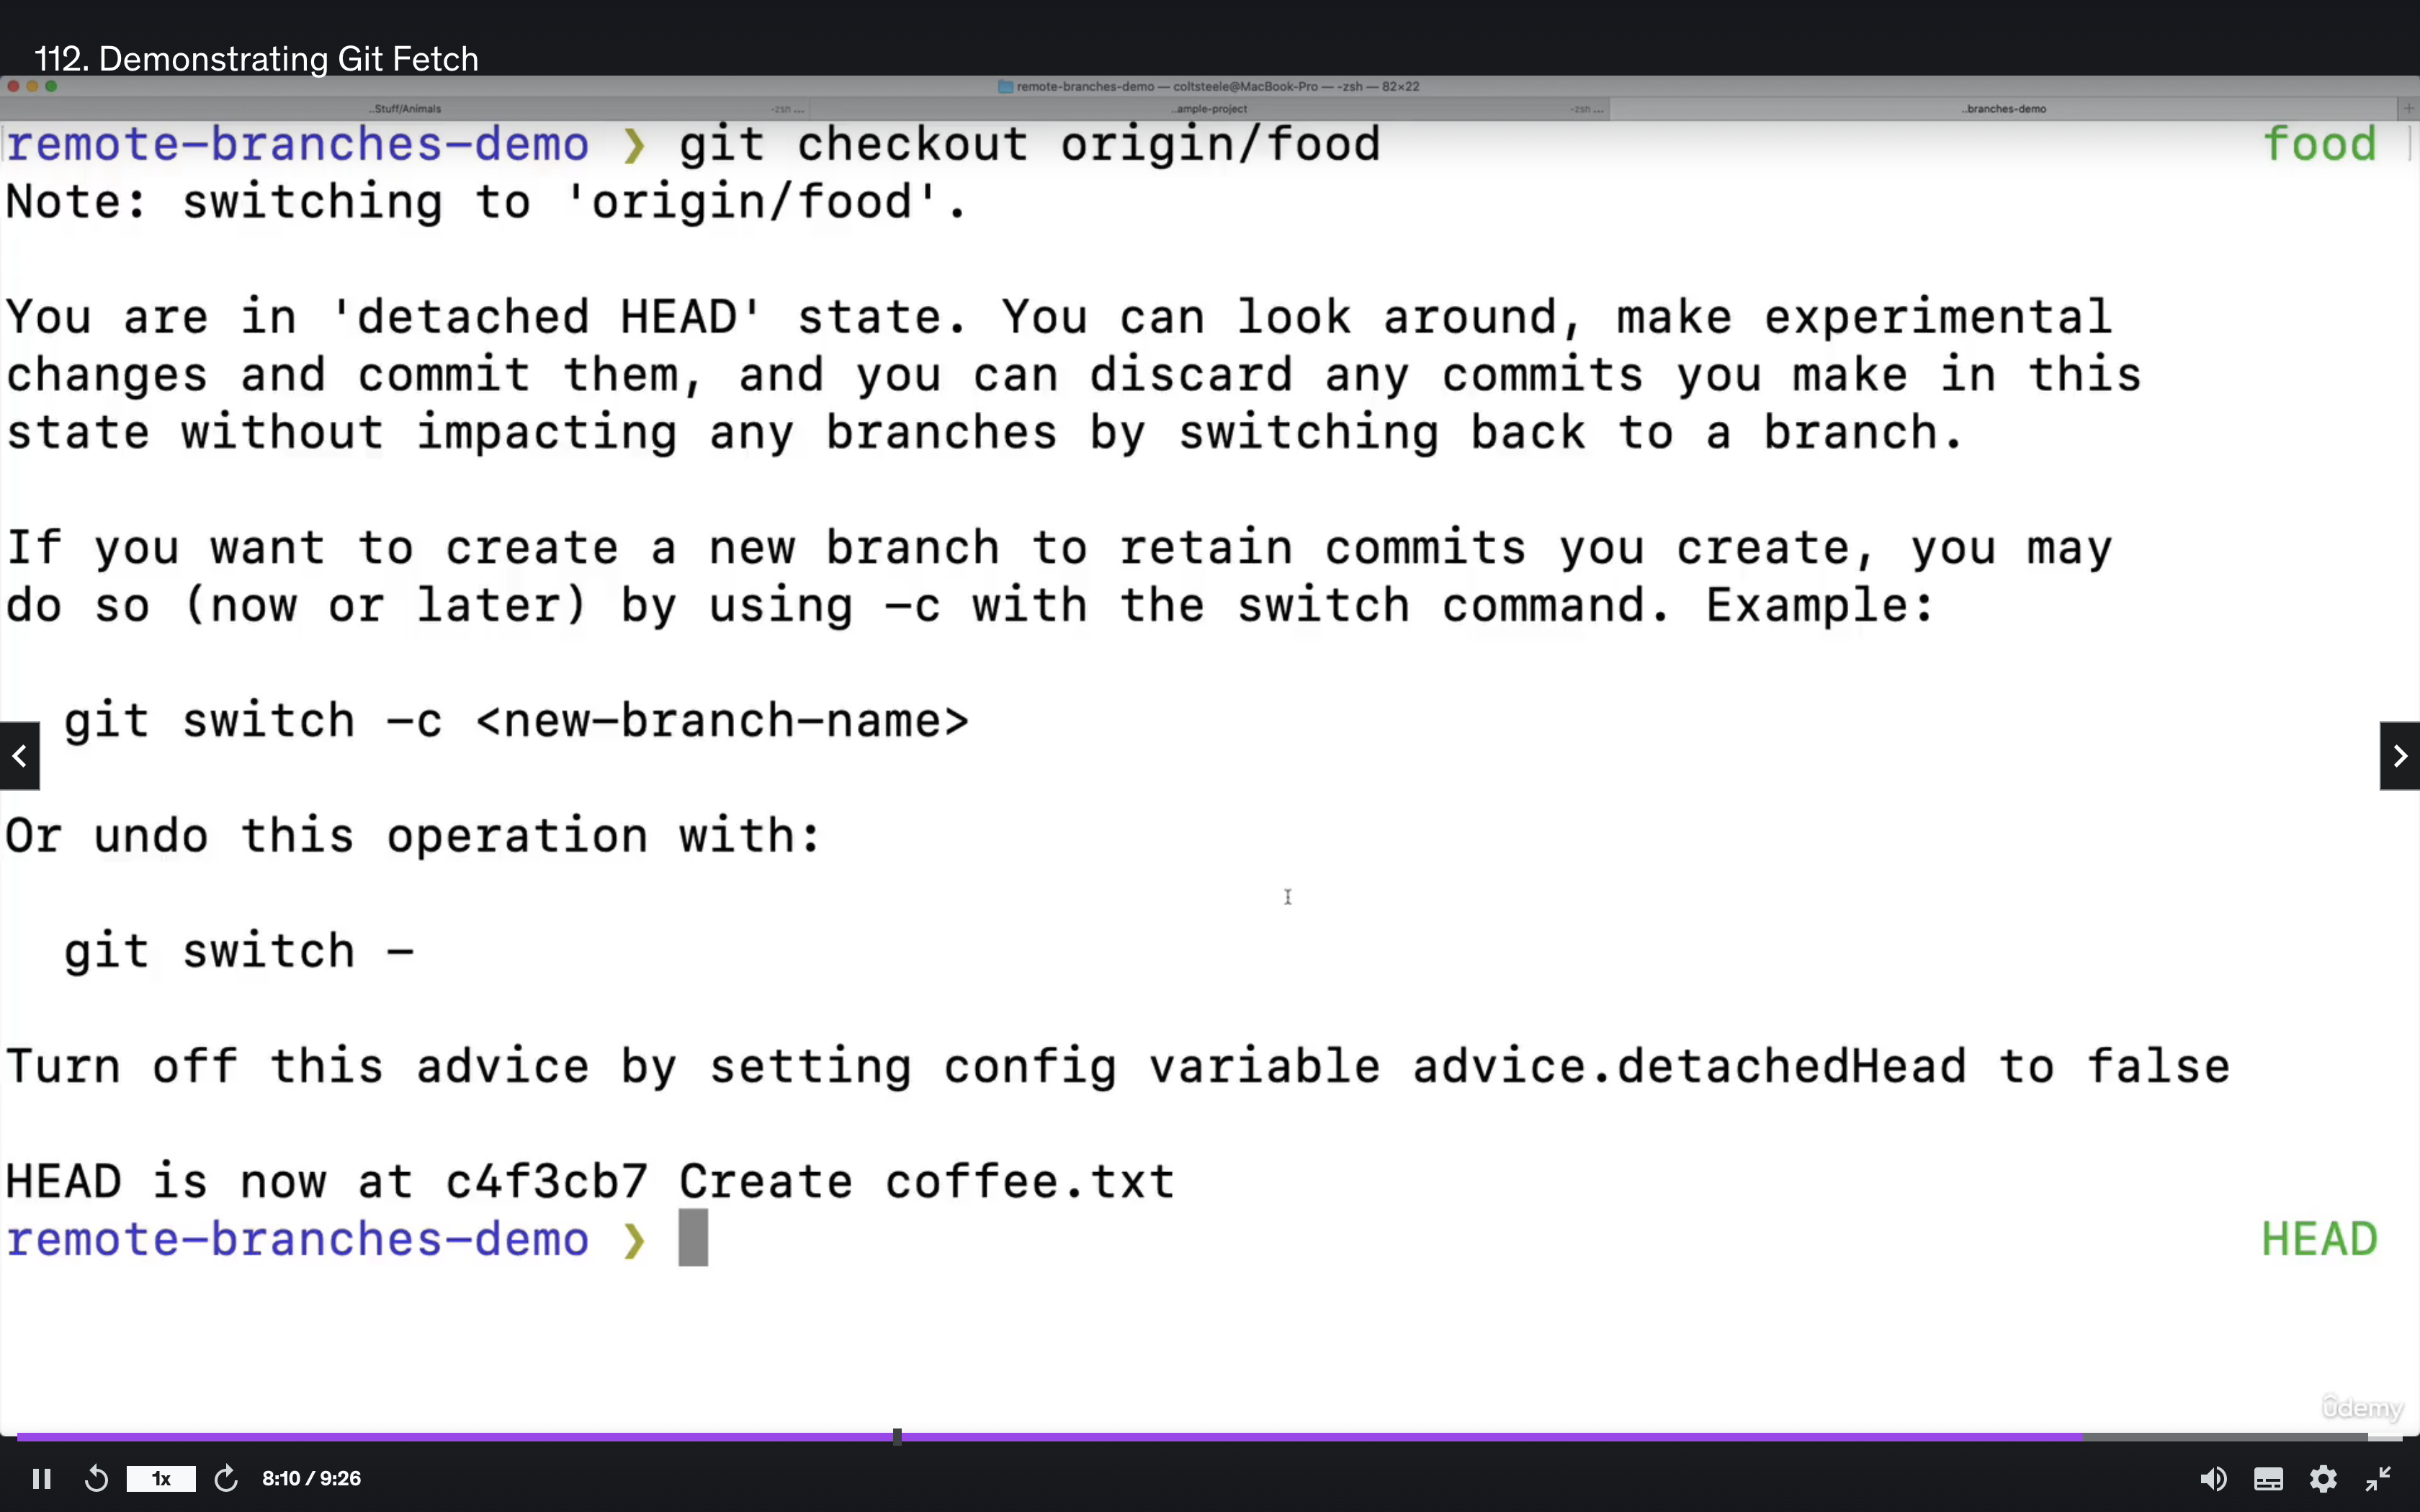 112. Demonstrating Git Fetch
remote-branches-demo — coltsteele@MacBook-Pro — -zsh — 82×22
...Stuff/Animals -zsh ... ...ample-project -zsh ... ...branches-demo
remote-branches-demo ❯ git checkout origin/food food
Note: switching to 'origin/food'.
You are in 'detached HEAD' state. You can look around, make experimental
changes and commit them, and you can discard any commits you make in this
state without impacting any branches by switching back to a branch.
If you want to create a new branch to retain commits you create, you may
do so (now or later) by using -c with the switch command. Example:
git switch -c <new-branch-name>
Or undo this operation with:
git switch -
Turn off this advice by setting config variable advice.detachedHead to false
HEAD is now at c4f3cb7 Create coffee.txt
remote-branches-demo ❯ HEAD
udemy
1x 8:10 / 9:26